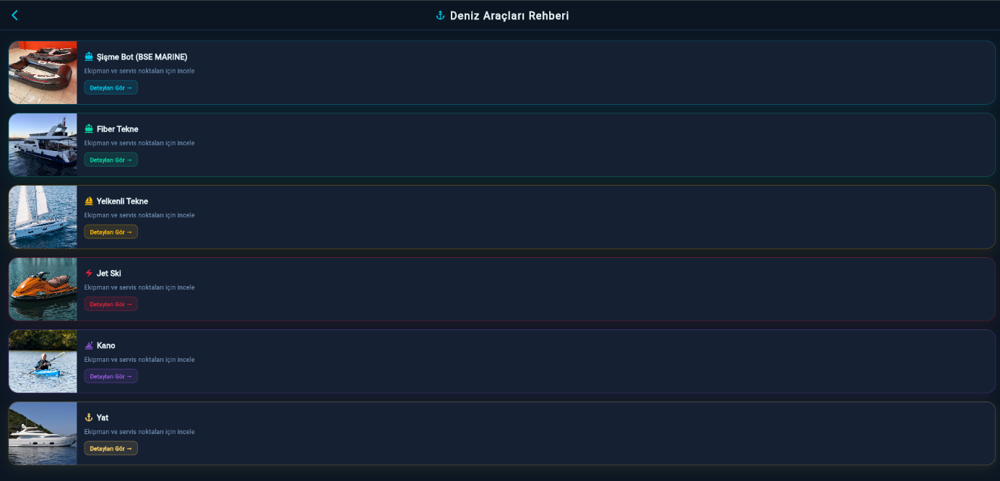 Deniz Araçları Rehberi
Şişme Bot (BSE MARINE)
Ekipman ve servis noktaları için incele
Detayları Gör →
Fiber Tekne
Ekipman ve servis noktaları için incele
Detayları Gör →
Yelkenli Tekne
Ekipman ve servis noktaları için incele
Detayları Gör →
Jet Ski
Ekipman ve servis noktaları için incele
Detayları Gör →
Kano
Ekipman ve servis noktaları için incele
Detayları Gör →
Yat
Ekipman ve servis noktaları için incele
Detayları Gör →